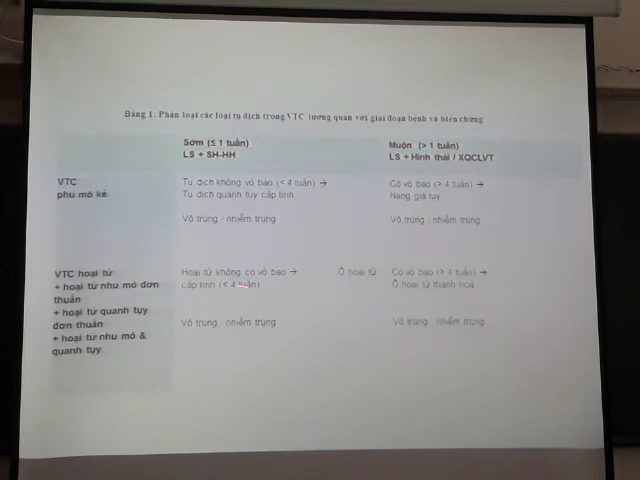 Bảng 1. Phân loại các loại tụ dịch trong VTC tương quan với giai đoạn bệnh và biến chứng
Sớm (≤ 1 tuần)
LS + SH-HH
Muộn (> 1 tuần)
LS + Hình thái / XQCLVT
VTC
phù mô kẽ
Tụ dịch không vỏ bao (< 4 tuần) →
Tụ dịch quanh tụy cấp tính
Vô trùng nhiễm trùng
Có vỏ bao (> 4 tuần) →
Nang giả tụy
Vô trùng nhiễm trùng
VTC hoại tử
+ hoại tử nhu mô đơn
thuần
+ hoại tử quanh tụy
đơn thuần
+ hoại tử nhu mô &
quanh tụy
Hoại tử không có vỏ bao → Ổ hoại tử
cấp tính (≤ 4 tuần)
Vô trùng nhiễm trùng
Có vỏ bao (> 4 tuần) →
Ổ hoại tử thành hoá
Vô trùng nhiễm trùng